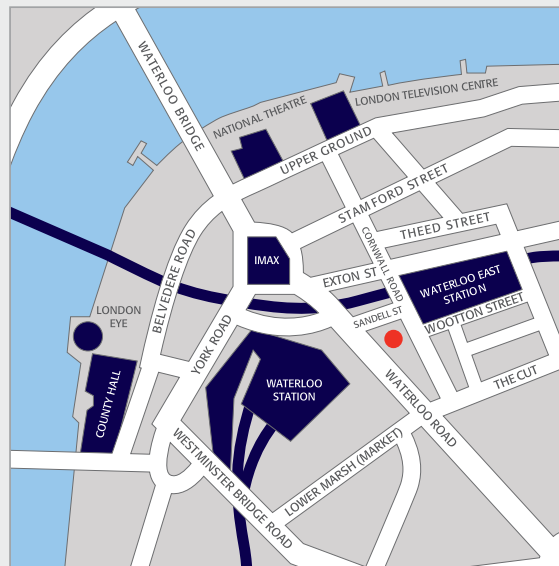 WATERLOO BRIDGE
NATIONAL THEATRE
LONDON TELEVISION CENTRE
UPPER GROUND
STAMFORD STREET
THEED STREET
CORNWALL ROAD
BELVEDERE ROAD
IMAX
EXTON ST
WATERLOO EAST
STATION
LONDON
EYE
YORK ROAD
SANDELL ST
WOOTTON STREET
COUNTY HALL
WATERLOO
STATION
WATERLOO ROAD
THE CUT
WESTMINSTER BRIDGE ROAD
LOWER MARSH (MARKET)